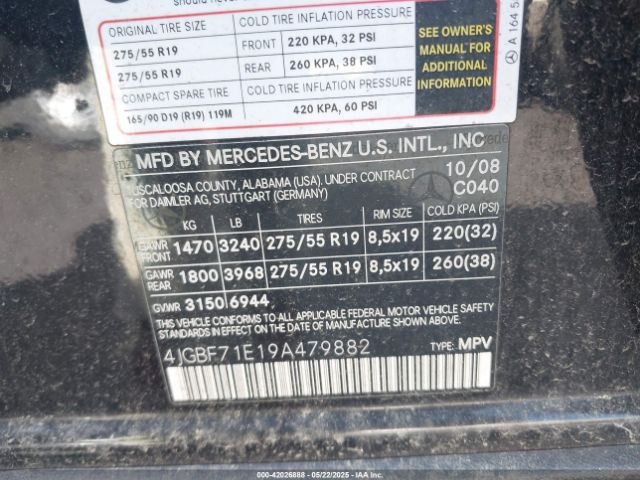 should never
ORIGINAL TIRE SIZE COLD TIRE INFLATION PRESSURE
275/55 R19 FRONT 220 KPA, 32 PSI
275/55 R19 REAR 260 KPA, 38 PSI
COMPACT SPARE TIRE COLD TIRE INFLATION PRESSURE
165/90 D19 (R19) 119M 420 KPA, 60 PSI
SEE OWNER'S
MANUAL FOR
ADDITIONAL
INFORMATION
A 164 5
MFD BY MERCEDES-BENZ U.S. INTL., INC
TUSCALOOSA COUNTY, ALABAMA (USA). UNDER CONTRACT 10/08
FOR DAIMLER AG, STUTTGART (GERMANY) C040
KG LB TIRES RIM SIZE COLD KPA (PSI)
GAWR FRONT 1470 3240 275/55 R19 8,5x19 220(32)
GAWR REAR 1800 3968 275/55 R19 8,5x19 260(38)
GVWR 3150 6944
THIS VEHICLE CONFORMS TO ALL APPLICABLE FEDERAL MOTOR VEHICLE SAFETY
STANDARDS IN EFFECT ON THE DATE OF MANUFACTURE SHOWN ABOVE.
4JGBF71E19A479882 TYPE: MPV
000-42026888 05/22/2025 IAA Inc.